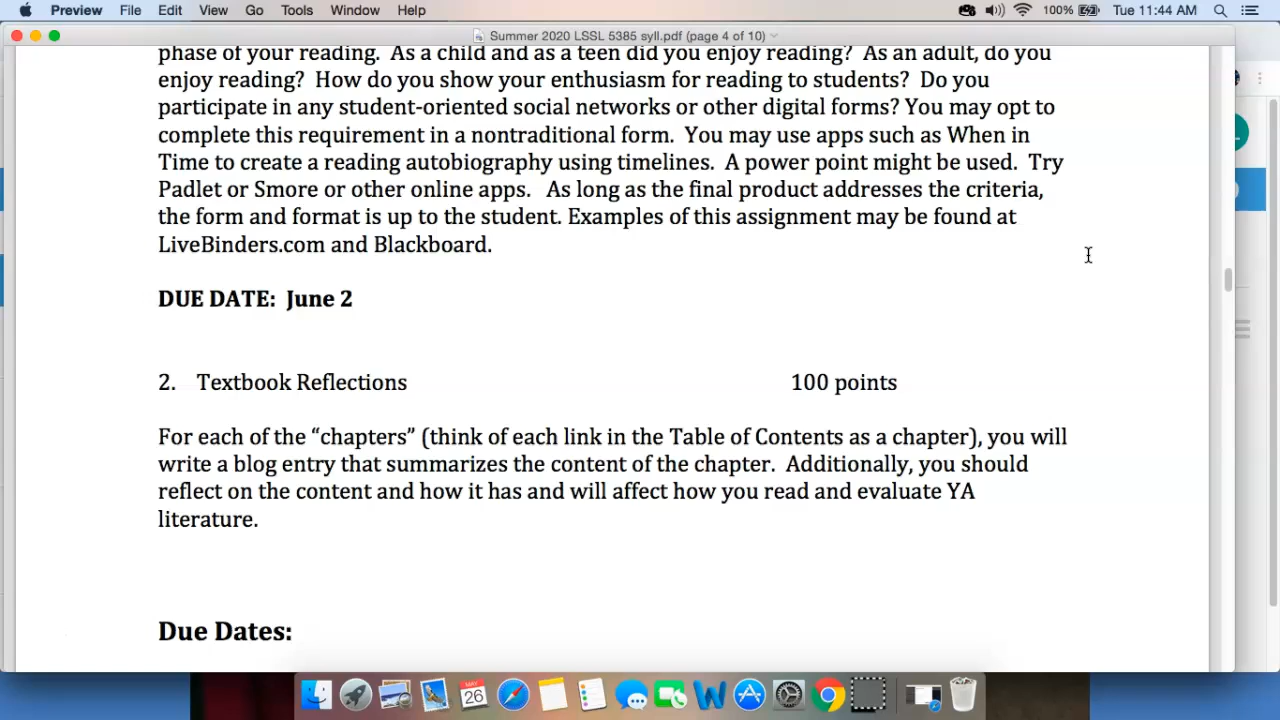 Preview File Edit View Go Tools Window Help 100% Tue 11:44 AM
Summer 2020 LSSL 5385 syll.pdf (page 4 of 10)
phase of your reading. As a child and as a teen did you enjoy reading? As an adult, do you
enjoy reading? How do you show your enthusiasm for reading to students? Do you
participate in any student-oriented social networks or other digital forms? You may opt to
complete this requirement in a nontraditional form. You may use apps such as When in
Time to create a reading autobiography using timelines. A power point might be used. Try
Padlet or Smore or other online apps. As long as the final product addresses the criteria,
the form and format is up to the student. Examples of this assignment may be found at
LiveBinders.com and Blackboard.
DUE DATE: June 2
2. Textbook Reflections 100 points
For each of the “chapters” (think of each link in the Table of Contents as a chapter), you will
write a blog entry that summarizes the content of the chapter. Additionally, you should
reflect on the content and how it has and will affect how you read and evaluate YA
literature.
Due Dates:
MAY
26